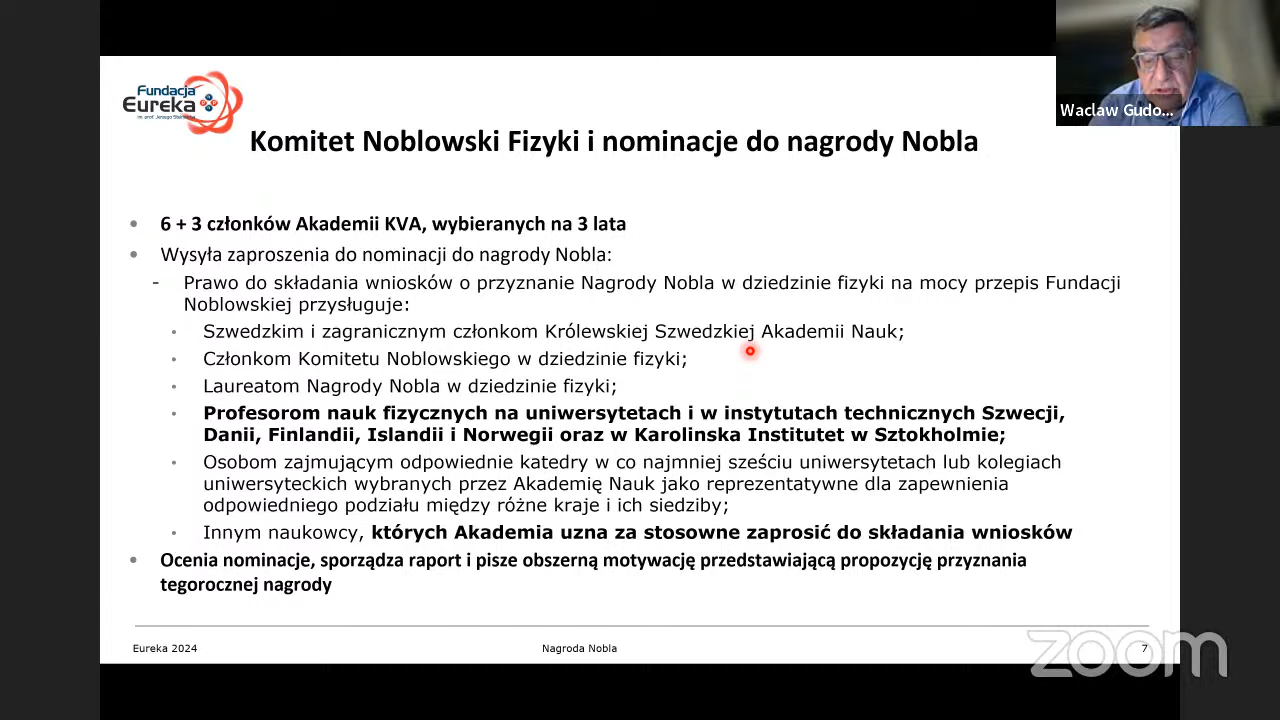 Fundacja
Eureka
Waclaw Gudo...
Komitet Noblowski Fizyki i nominacje do nagrody Nobla
• 6 + 3 członków Akademii KVA, wybieranych na 3 lata
• Wysyła zaproszenia do nominacji do nagrody Nobla:
- Prawo do składania wniosków o przyznanie Nagrody Nobla w dziedzinie fizyki na mocy przepis Fundacji
Noblowskiej przysługuje:
• Szwedzkim i zagranicznym członkom Królewskiej Szwedzkiej Akademii Nauk;
• Członkom Komitetu Noblowskiego w dziedzinie fizyki;
• Laureatom Nagrody Nobla w dziedzinie fizyki;
• Profesorom nauk fizycznych na uniwersytetach i w instytutach technicznych Szwecji,
Danii, Finlandii, Islandii i Norwegii oraz w Karolinska Institutet w Sztokholmie;
• Osobom zajmującym odpowiednie katedry w co najmniej sześciu uniwersytetach lub kolegiach
uniwersyteckich wybranych przez Akademię Nauk jako reprezentatywne dla zapewnienia
odpowiedniego podziału między różne kraje i ich siedziby;
• Innym naukowcy, których Akademia uzna za stosowne zaprosić do składania wniosków
• Ocenia nominacje, sporządza raport i pisze obszerną motywację przedstawiającą propozycję przyznania
tegorocznej nagrody
Eureka 2024
Nagroda Nobla
7
zoom